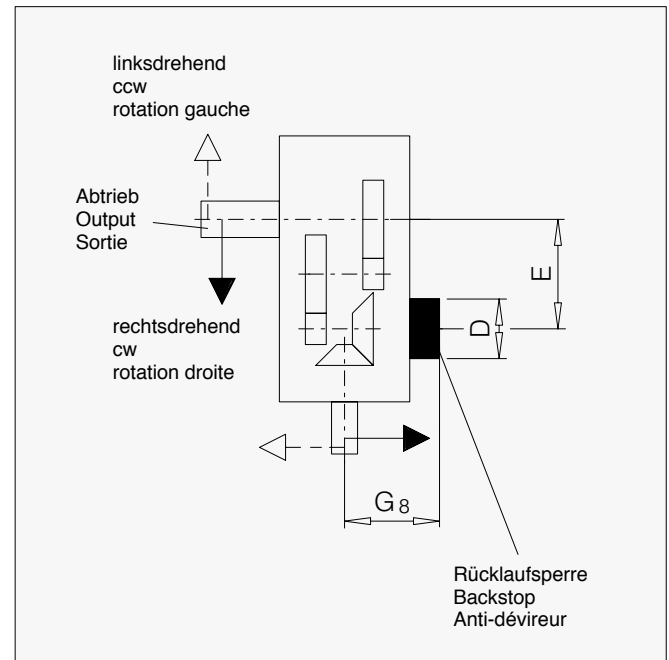 linksdrehend
ccw
rotation gauche
Abtrieb
Output
Sortie
E
D
rechtsdrehend
cw
rotation droite
G8
Rücklaufsperre
Backstop
Anti-dévireur